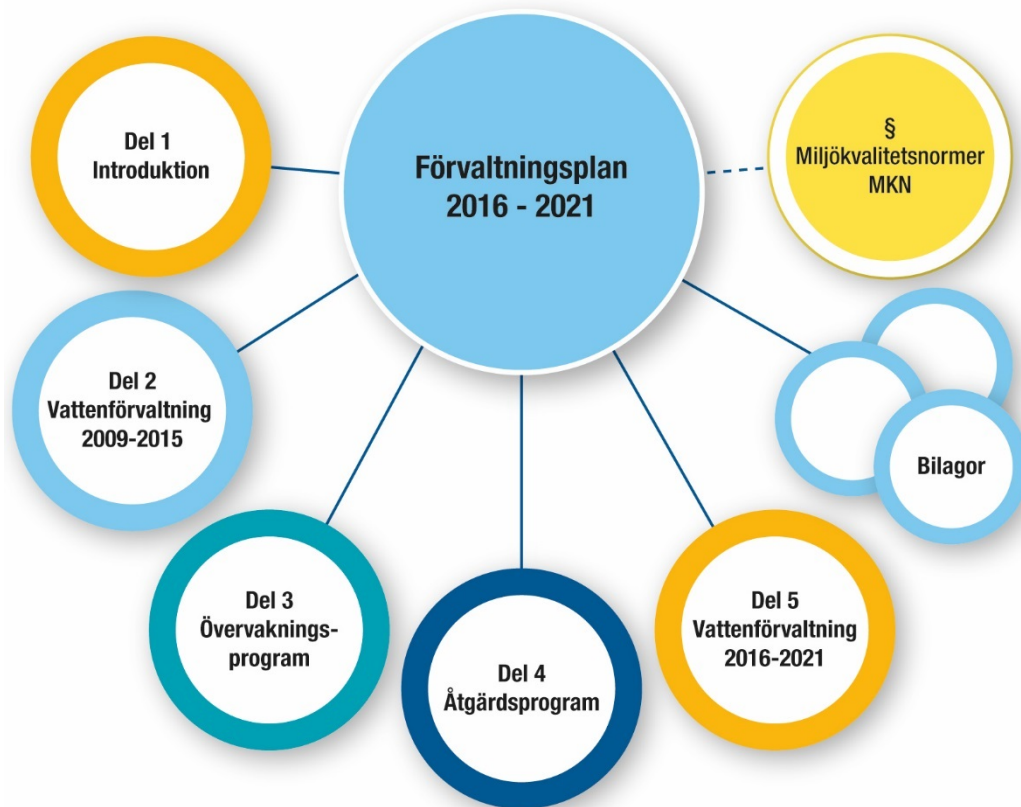 Förvaltningsplan
2016 - 2021
Del 1
Introduktion
Del 2
Vattenförvaltning
2009-2015
Del 3
Övervaknings-
program
Del 4
Åtgärdsprogram
Del 5
Vattenförvaltning
2016-2021
Bilagor
§
Miljökvalitetsnormer
MKN